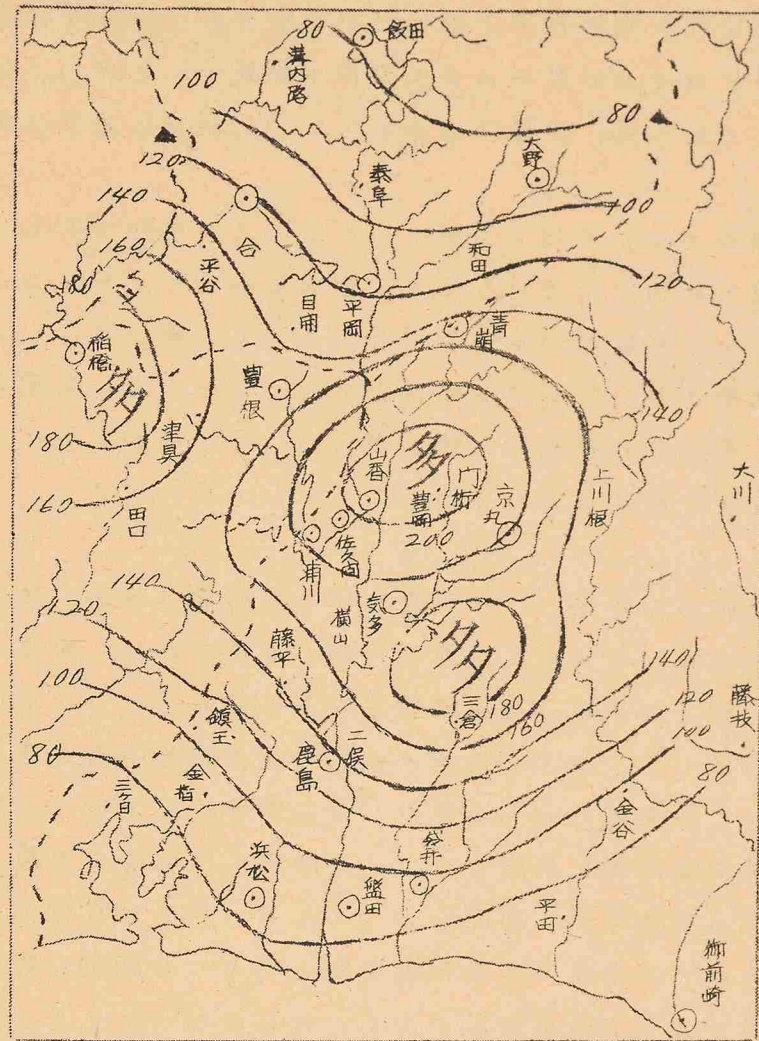 80
飯田
溝内路
100
80
大野
120
泰阜
140
100
合
和田
160
平谷
120
180
目開
平岡
青崩
稲橋
豊根
多
140
津具
180
山香
多
門桁
上川根
大川
160
豊岡
京丸
田口
200
佐久間
浦川
140
気多
120
横山
藤平
多
100
140
三倉
180
120
藤枝
鎮玉
160
100
80
二俣
鹿島
80
三ヶ日
金指
金谷
袋井
浜松
盤田
平田
御前崎